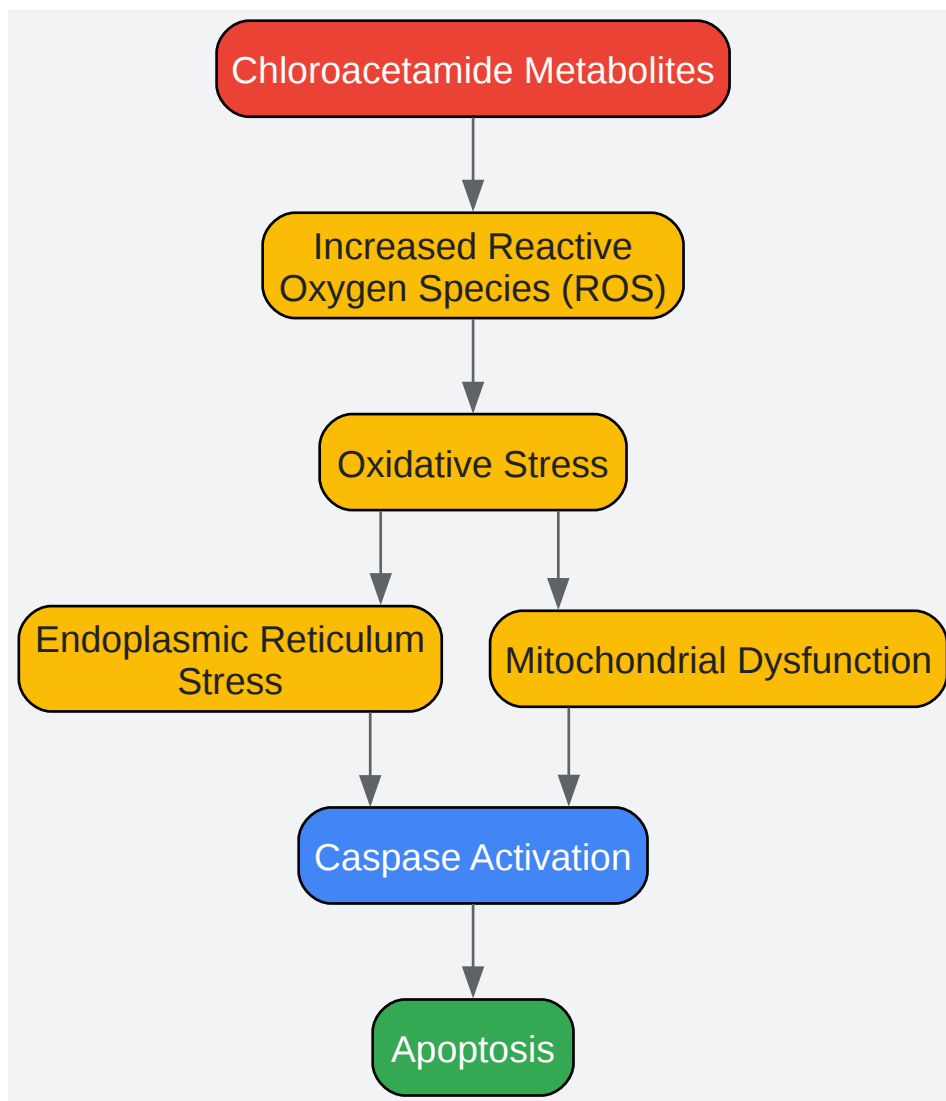 Chloroacetamide Metabolites
Increased Reactive
Oxygen Species (ROS)
Oxidative Stress
Endoplasmic Reticulum
Stress
Mitochondrial Dysfunction
Caspase Activation
Apoptosis